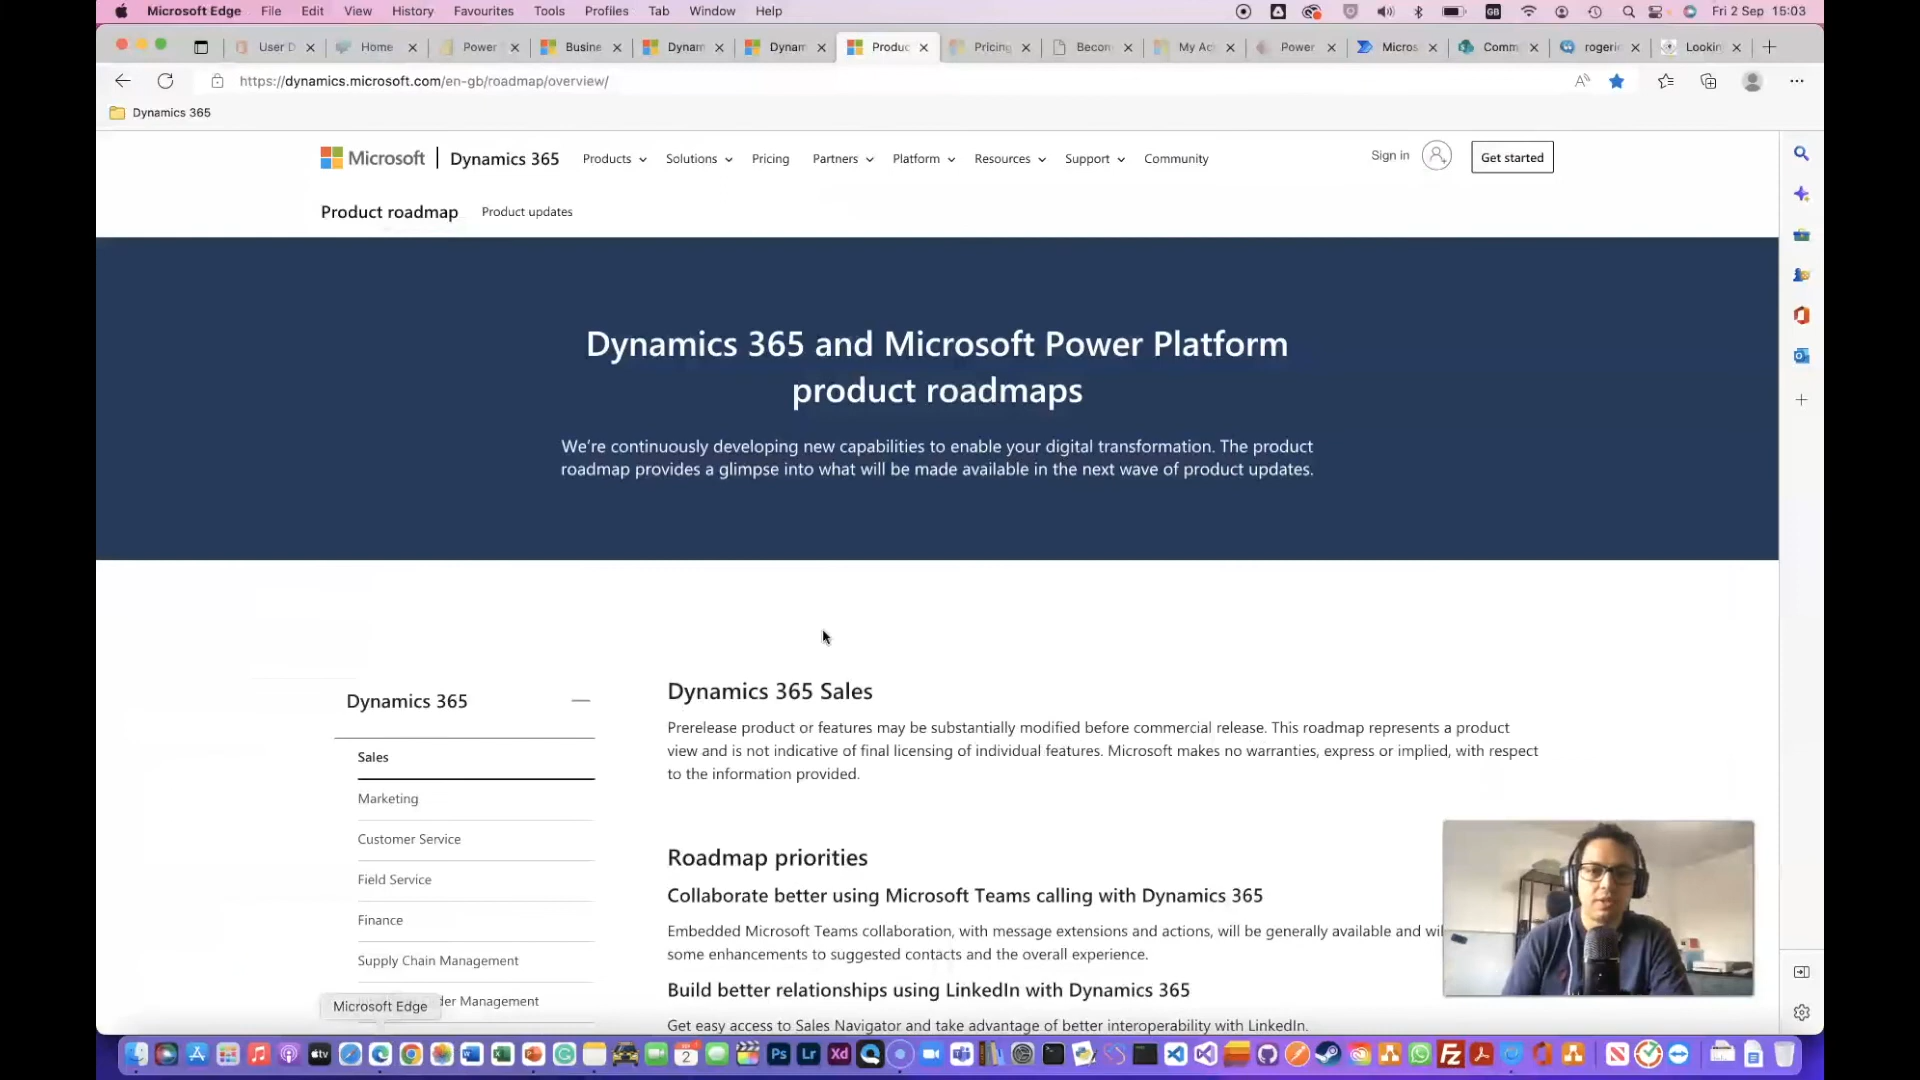 Microsoft Edge File Edit View History Favourites Tools Profiles Tab Window Help GB Fri 2 Sep 15:03
User D Home Power Busine Dynam Dynam Produc Pricing Becon My Ac Power Micros Comm rogeri Lookin
https://dynamics.microsoft.com/en-gb/roadmap/overview/
Dynamics 365
Microsoft Dynamics 365 Products Solutions Pricing Partners Platform Resources Support Community Sign in Get started
Product roadmap Product updates
Dynamics 365 and Microsoft Power Platform
product roadmaps
We're continuously developing new capabilities to enable your digital transformation. The product
roadmap provides a glimpse into what will be made available in the next wave of product updates.
Dynamics 365
Sales
Marketing
Customer Service
Field Service
Finance
Supply Chain Management
der Management
Microsoft Edge
Dynamics 365 Sales
Prerelease product or features may be substantially modified before commercial release. This roadmap represents a product
view and is not indicative of final licensing of individual features. Microsoft makes no warranties, express or implied, with respect
to the information provided.
Roadmap priorities
Collaborate better using Microsoft Teams calling with Dynamics 365
Embedded Microsoft Teams collaboration, with message extensions and actions, will be generally available and wil
some enhancements to suggested contacts and the overall experience.
Build better relationships using LinkedIn with Dynamics 365
Get easy access to Sales Navigator and take advantage of better interoperability with LinkedIn.
tv 2 Ps Lr Xd